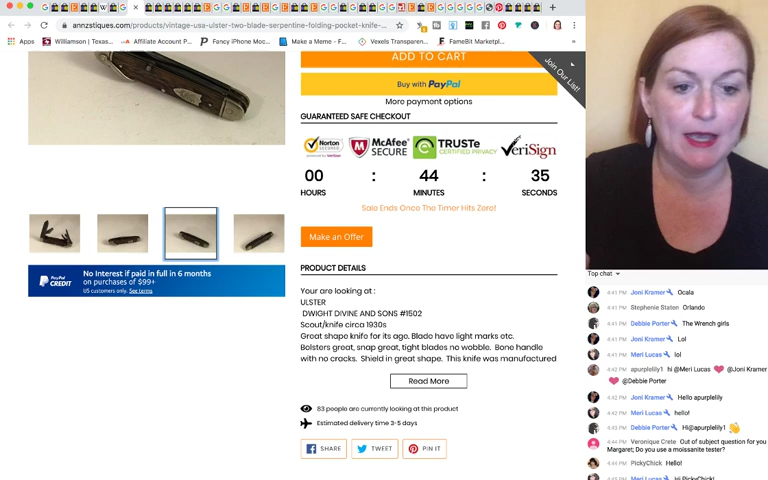 annzstiques.com/products/vintage-usa-ulster-two-blade-serpentine-folding-pocket-knife-...
Apps
Williamson | Texas...
Affiliate Account P...
Fancy iPhone Moc...
Make a Meme - F...
Vexels Transparen...
FameBit Marketpl...
ADD TO CART
Join Our List!
Buy with PayPal
More payment options
GUARANTEED SAFE CHECKOUT
Norton SECURED
McAfee SECURE
TRUSTe CERTIFIED PRIVACY
VeriSign
00 : 44 : 35
HOURS MINUTES SECONDS
Sale Ends Once The Timer Hits Zero!
Make an Offer
PayPal CREDIT
No Interest if paid in full in 6 months
on purchases of $99+
US customers only. See terms
PRODUCT DETAILS
Your are looking at :
ULSTER
DWIGHT DIVINE AND SONS #1502
Scout/knife circa 1930s
Great shape knife for its age. Blade have light marks etc.
Bolsters great, snap great, tight blades no wobble. Bone handle
with no cracks. Shield in great shape. This knife was manufactured
Read More
83 people are currently looking at this product
Estimated delivery time 3-5 days
SHARE
TWEET
PIN IT
Top chat
4:41 PM Joni Kramer Ocala
4:41 PM Stephenie Staton Orlando
4:41 PM Debbie Porter The Wrench girls
4:41 PM Joni Kramer Lol
4:41 PM Meri Lucas lol
4:42 PM apurplelily1 hi @Meri Lucas @Joni Kramer
@Debbie Porter
4:42 PM Joni Kramer Hello apurplelily
4:42 PM Meri Lucas hello!
4:43 PM Debbie Porter Hi@apurplelily1
4:44 PM Veronique Crete Out of subject question for you
Margaret; Do you use a moissanite tester?
4:44 PM PickyChick Hello!
4:45 PM Meri Lucas Hi PickyChick!